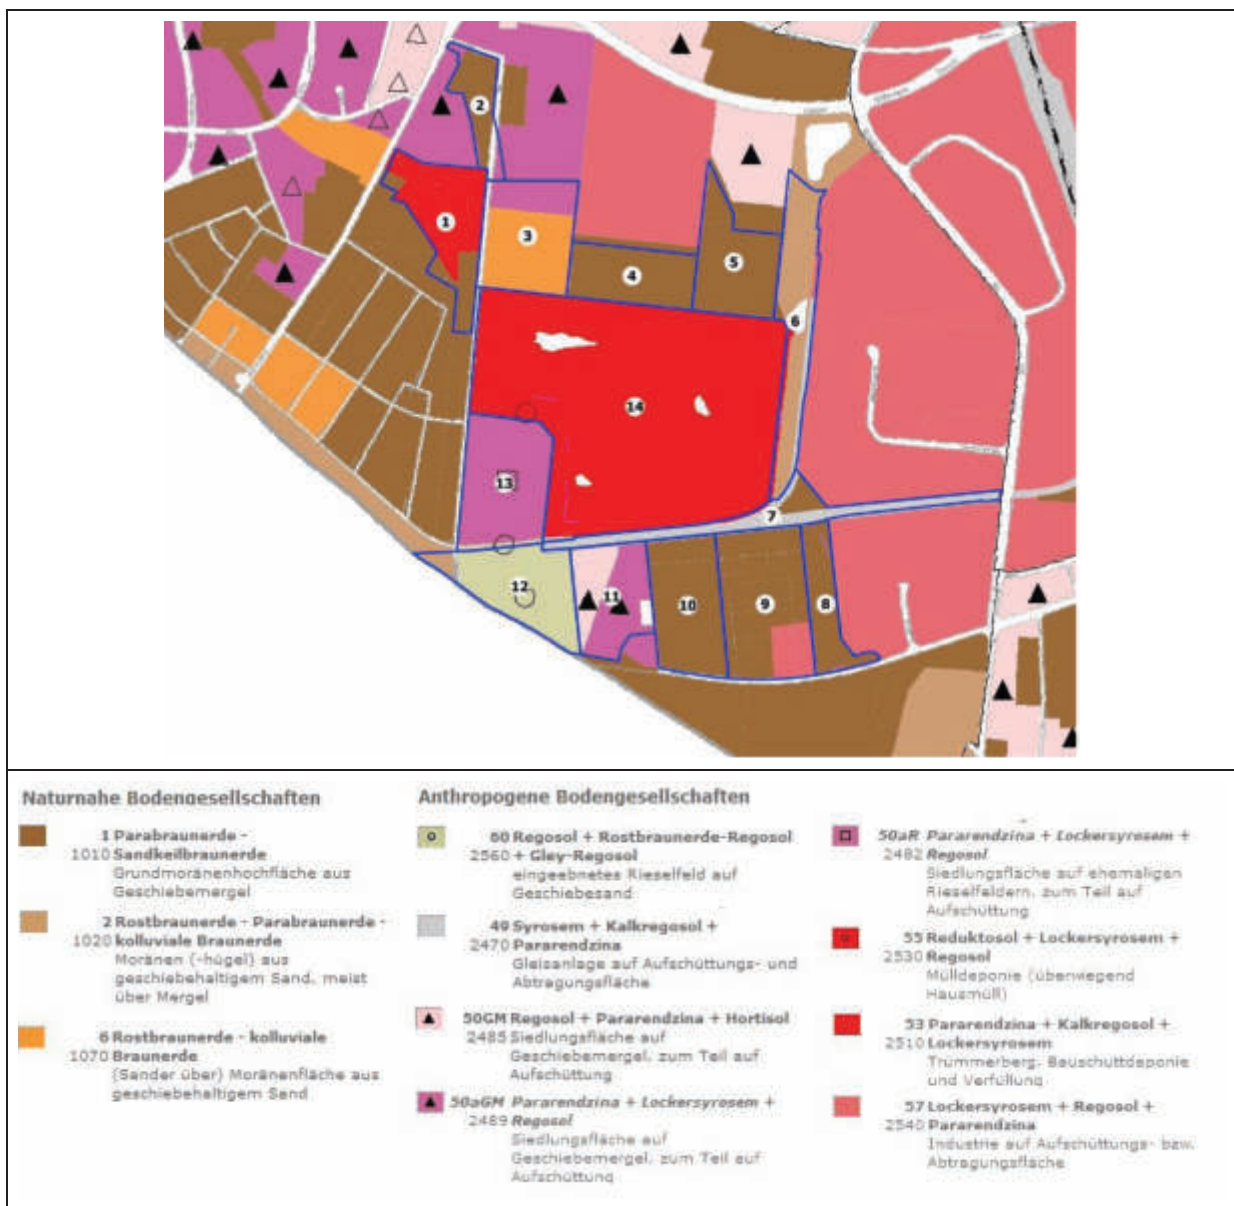 2
1
3
4
5
6
14
13
7
12
11
10
9
8
Naturnahe Bodengesellschaften
1 Parabraunerde -
1010 Sandkeilbraunerde
Grundmoränenhochfläche aus
Geschiebemergel
2 Rostbraunerde - Parabraunerde -
1020 kolluviale Braunerde
Moränen (-hügel) aus
geschiebehaltigem Sand, meist
über Mergel
6 Rostbraunerde - kolluviale
1070 Braunerde
(Sander über) Moränenfläche aus
geschiebehaltigem Sand
Anthropogene Bodengesellschaften
60 Regosol + Rostbraunerde-Regosol
2560 + Gley-Regosol
eingeebnetes Rieselfeld auf
Geschiebesand
49 Syrosem + Kalkregosol +
2470 Pararendzina
Gleisanlage auf Aufschüttungs- und
Abtragungsfläche
50GM Regosol + Pararendzina + Hortisol
2485 Siedlungsfläche auf
Geschiebemergel, zum Teil auf
Aufschüttung
50aGM Pararendzina + Lockersyrosem +
2489 Regosol
Siedlungsfläche auf
Geschiebemergel, zum Teil auf
Aufschüttung
50aR Pararendzina + Lockersyrosem +
2482 Regosol
Siedlungsfläche auf ehemaligen
Rieselfeldern, zum Teil auf
Aufschüttung
55 Reduktosol + Lockersyrosem +
2530 Regosol
Mülldeponie (überwiegend
Hausmüll)
53 Pararendzina + Kalkregosol +
2510 Lockersyrosem
Trümmerberg, Bauschuttdeponie
und Verfüllung
57 Lockersyrosem + Regosol +
2540 Pararendzina
Industrie auf Aufschüttungs- bzw.
Abtragungsfläche